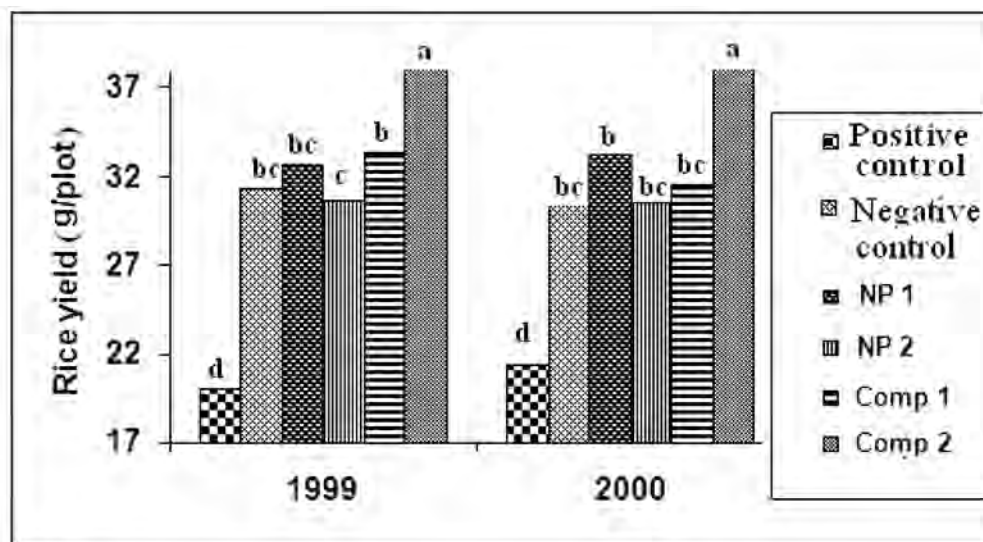 Rice yield (g/plot)
37
32
27
22
17
d
bc
bc
c
b
a
d
bc
b
bc
bc
a
1999
2000
Positive
control
Negative
control
NP 1
NP 2
Comp 1
Comp 2